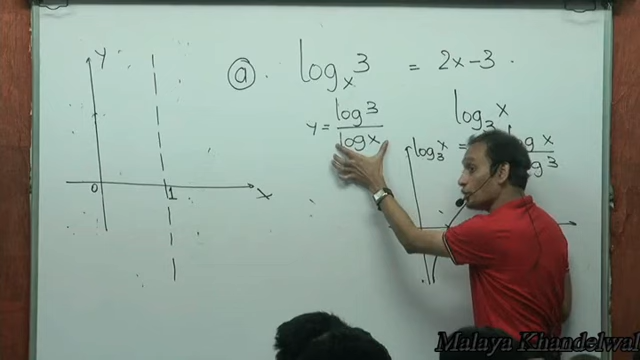 Y
ⓐ. log_x 3 = 2x-3.
y = log 3 / log x
log_3 x
log_3 x = log x / log 3
0
1
X
Malaya Khandelwal